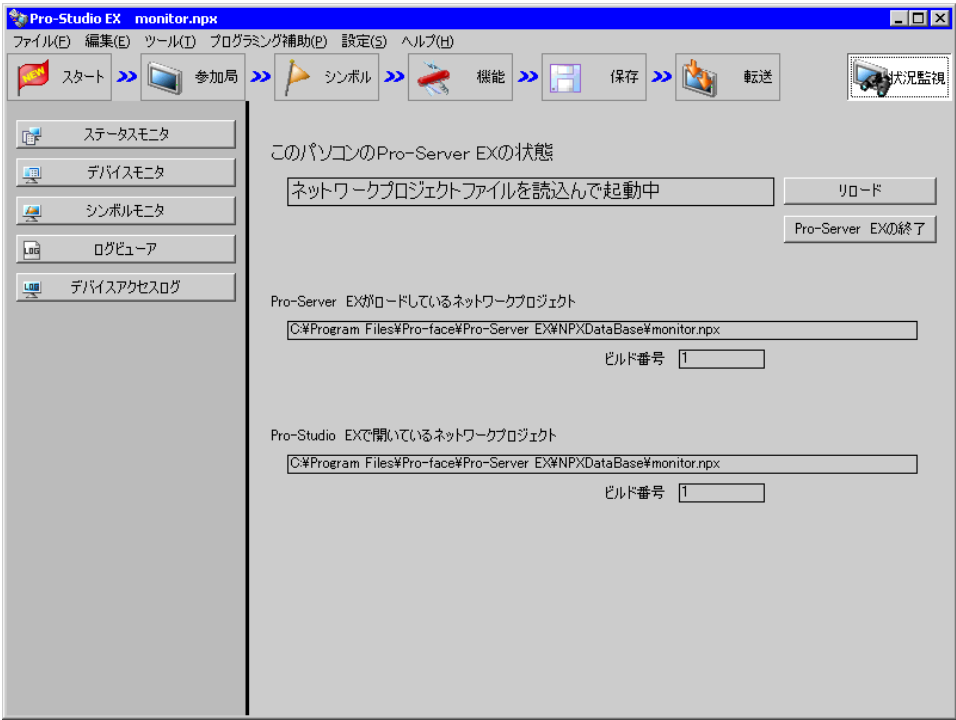 Pro-Studio EX monitor.npx
ファイル(F) 編集(E) ツール(T) プログラミング補助(P) 設定(S) ヘルプ(H)
NEW スタート 参加局 シンボル 機能 保存 転送 状況監視
ステータスモニタ
デバイスモニタ
シンボルモニタ
LOG ログビューア
LOG デバイスアクセスログ
このパソコンのPro-Server EXの状態
ネットワークプロジェクトファイルを読込んで起動中 リロード
Pro-Server EXの終了
Pro-Server EXがロードしているネットワークプロジェクト
C:¥Program Files¥Pro-face¥Pro-Server EX¥NPXDataBase¥monitor.npx
ビルド番号 1
Pro-Studio EXで開いているネットワークプロジェクト
C:¥Program Files¥Pro-face¥Pro-Server EX¥NPXDataBase¥monitor.npx
ビルド番号 1